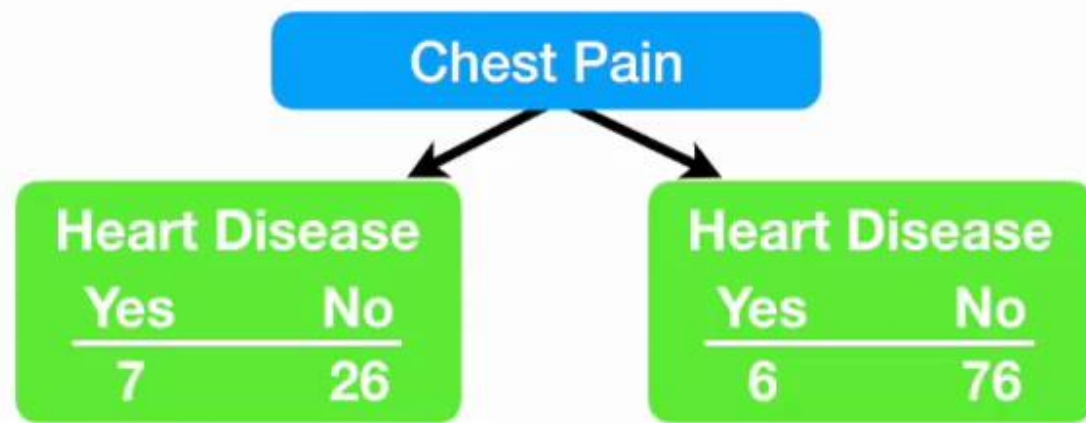 Chest Pain
Heart Disease
Yes No
7 26
Heart Disease
Yes No
6 76